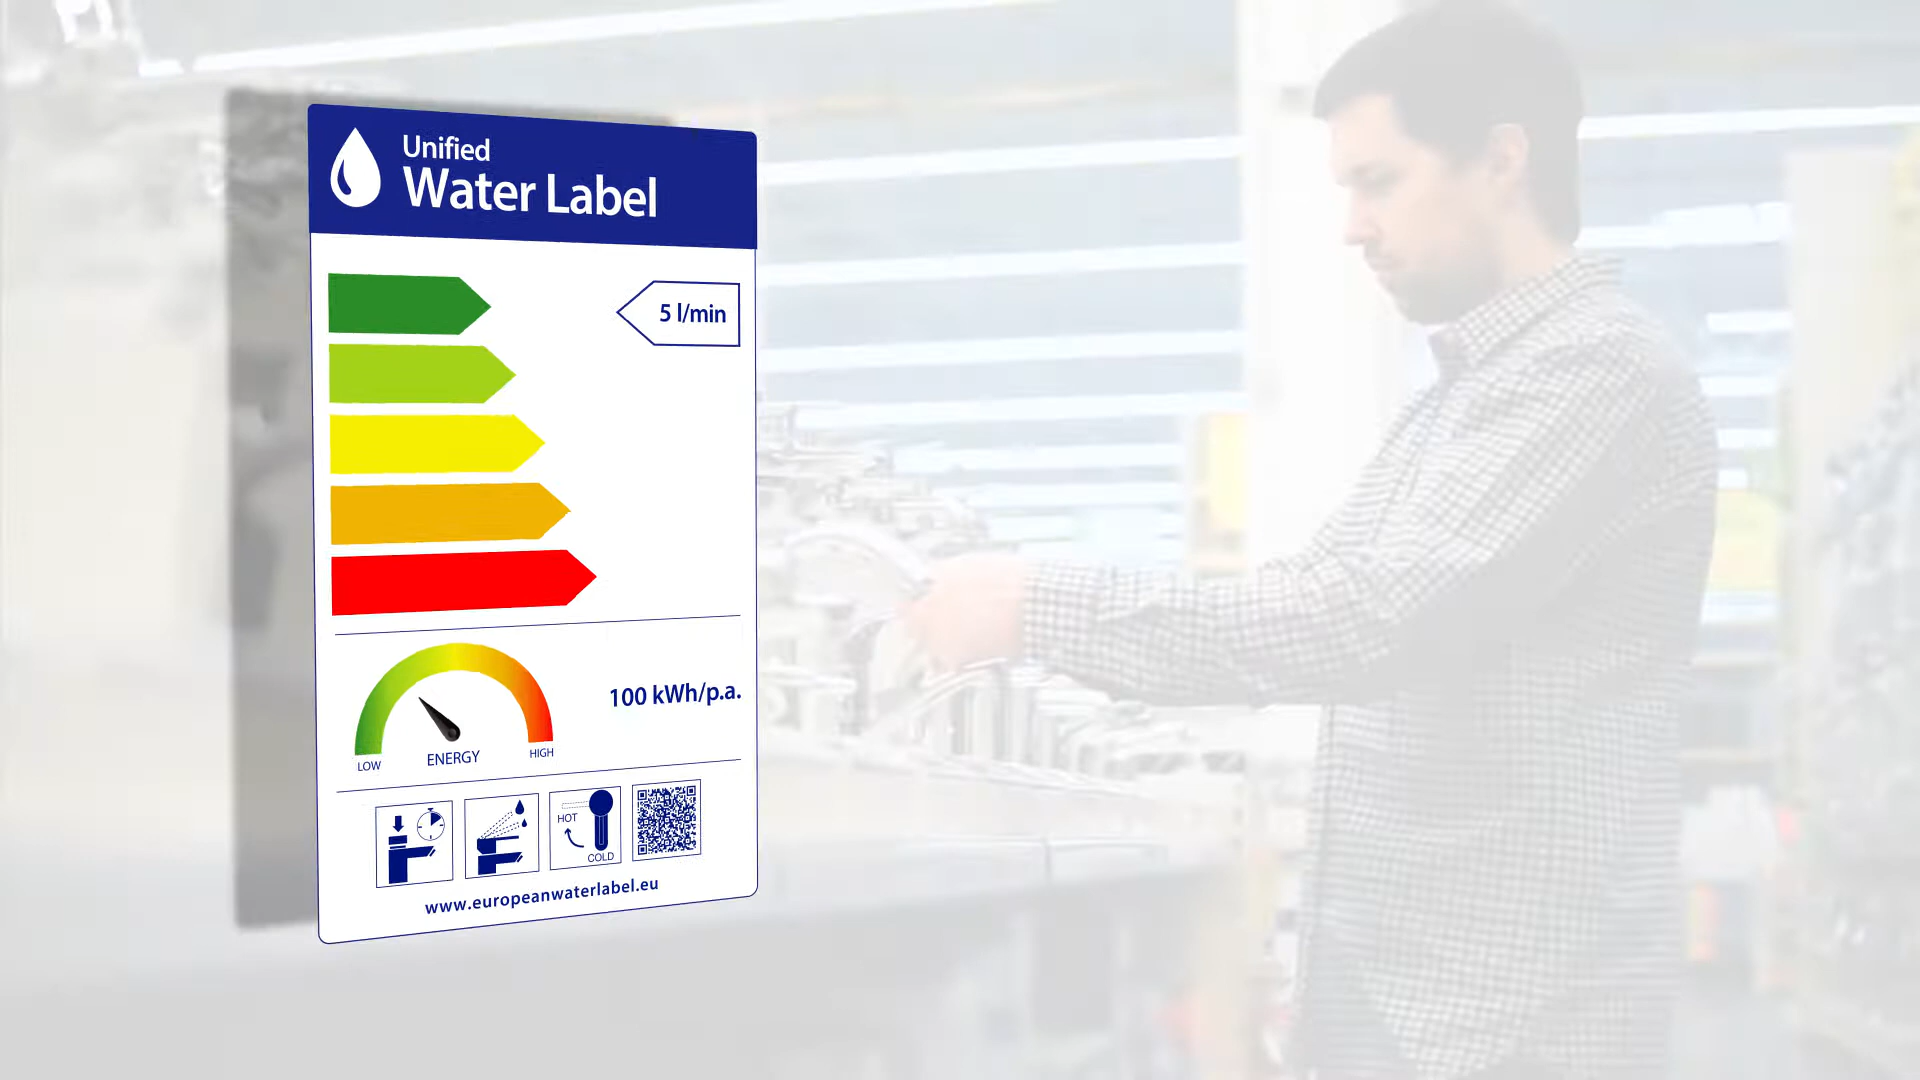 Unified
Water Label
5 l/min
100 kWh/p.a.
LOW
ENERGY
HIGH
HOT
COLD
www.europeanwaterlabel.eu